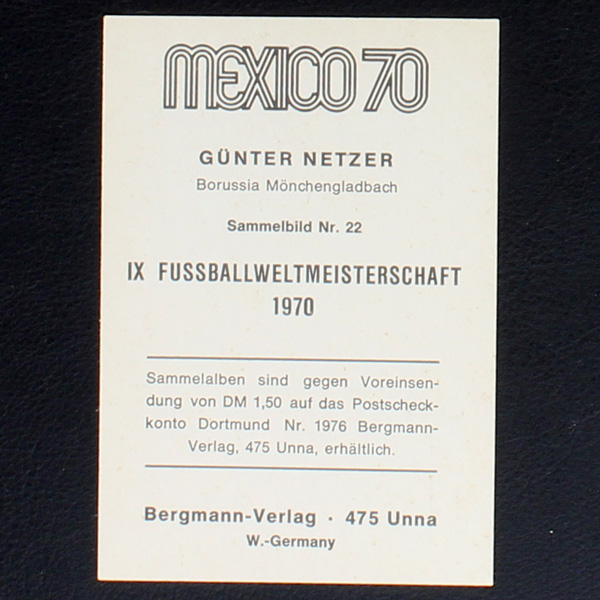 MEXICO 70
GÜNTER NETZER
Borussia Mönchengladbach
Sammelbild Nr. 22
IX FUSSBALLWELTMEISTERSCHAFT
1970
Sammelalben sind gegen Voreinsen-
dung von DM 1,50 auf das Postscheck-
konto Dortmund Nr. 1976 Bergmann-
Verlag, 475 Unna, erhältlich.
Bergmann-Verlag · 475 Unna
W.-Germany